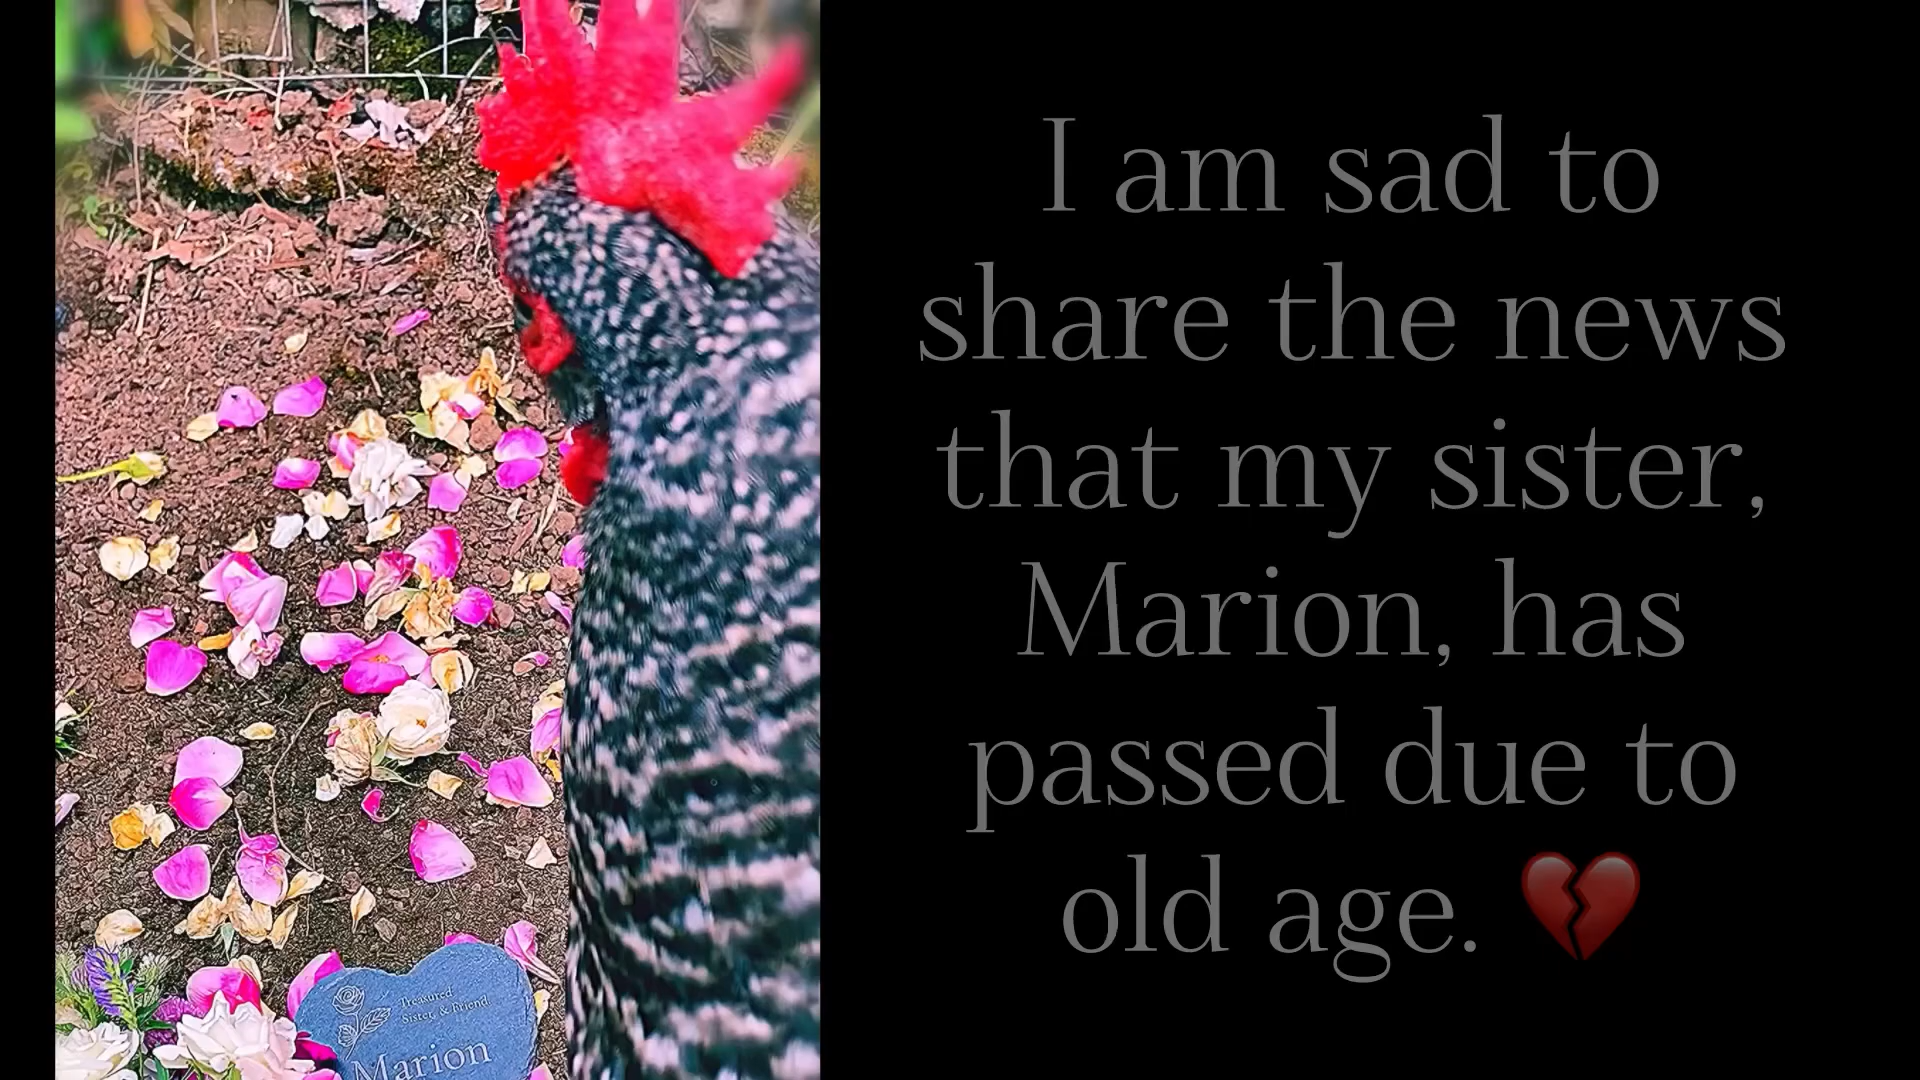 I am sad to
share the news
that my sister,
Marion, has
passed due to
old age. 💔
Treasured
Sister, & Friend.
Marion